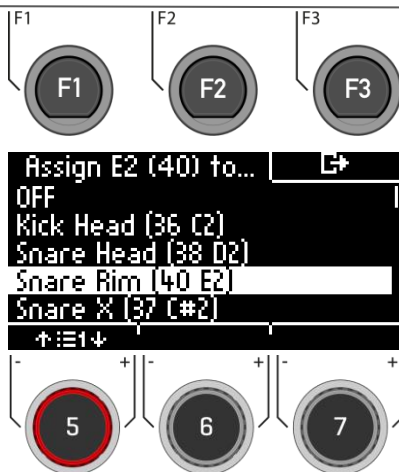 F1 F2 F3
F1 F2 F3
Assign E2 (40) to...
OFF
Kick Head (36 C2)
Snare Head (38 D2)
Snare Rim (40 E2)
Snare X (37 C#2)
↑ 1↓
- + - + - +
5 6 7